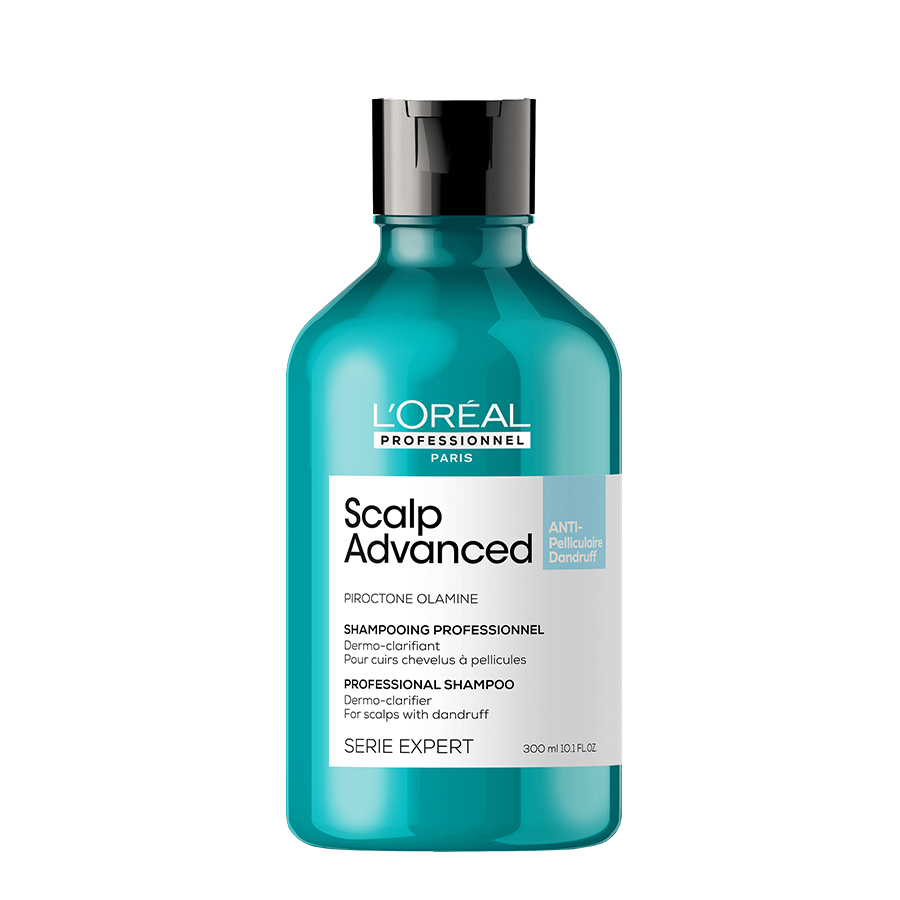 L'ORÉAL
PROFESSIONNEL
PARIS
Scalp
Advanced
ANTI-
Pelliculaire
Dandruff
PIROCTONE OLAMINE
SHAMPOOING PROFESSIONNEL
Dermo-clarifiant
Pour cuirs chevelus à pellicules
PROFESSIONAL SHAMPOO
Dermo-clarifier
For scalps with dandruff
SERIE EXPERT
300 ml 10.1 FL.OZ.